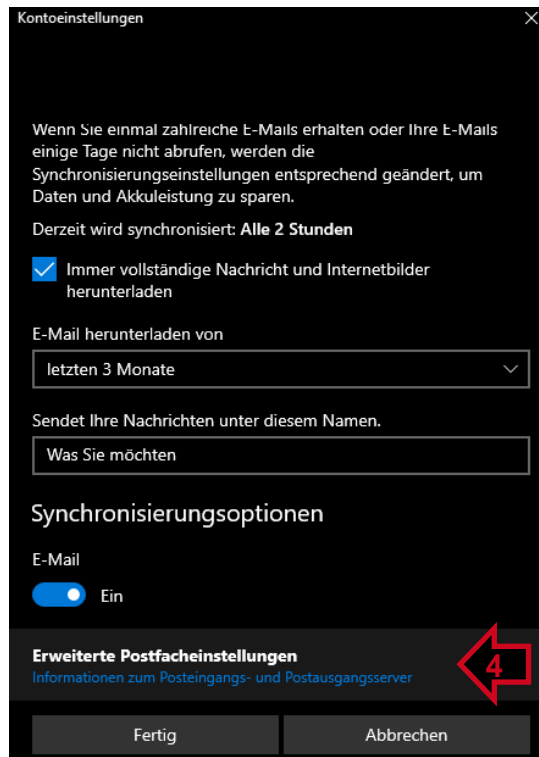 Kontoeinstellungen
Wenn Sie einmal zahlreiche E-Mails erhalten oder Ihre E-Mails
einige Tage nicht abrufen, werden die
Synchronisierungseinstellungen entsprechend geändert, um
Daten und Akkuleistung zu sparen.
Derzeit wird synchronisiert: Alle 2 Stunden
Immer vollständige Nachricht und Internetbilder
herunterladen
E-Mail herunterladen von
letzten 3 Monate
Sendet Ihre Nachrichten unter diesem Namen.
Was Sie möchten
Synchronisierungsoptionen
E-Mail
Ein
Erweiterte Postfacheinstellungen
Informationen zum Posteingangs- und Postausgangsserver
4
Fertig
Abbrechen